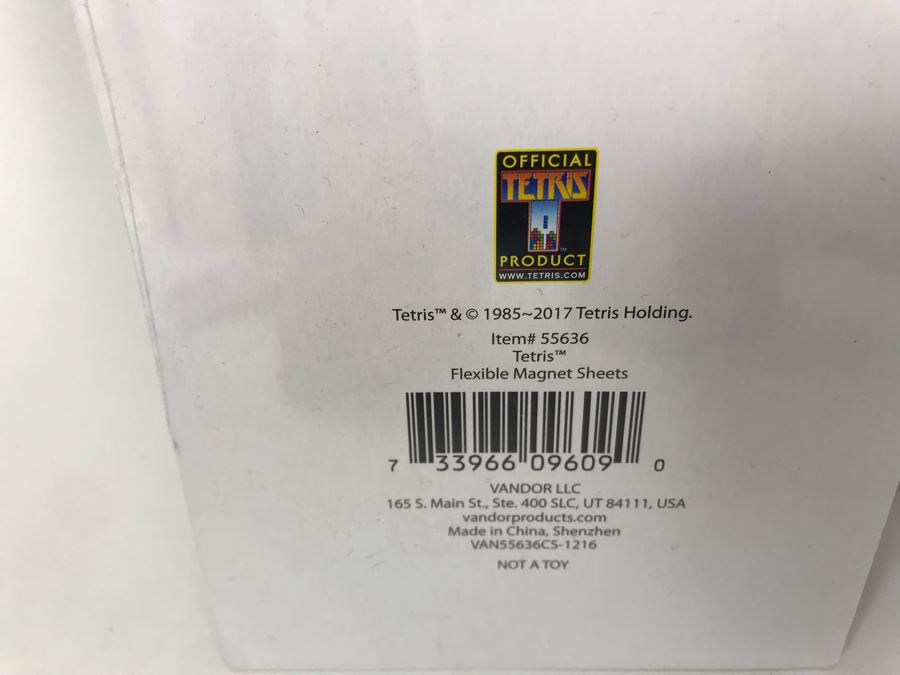 OFFICIAL
TETRIS
™
PRODUCT
WWW.TETRIS.COM
Tetris™ & © 1985~2017 Tetris Holding.
Item# 55636
Tetris™
Flexible Magnet Sheets
7 33966 09609 0
VANDOR LLC
165 S. Main St., Ste. 400 SLC, UT 84111, USA
vandorproducts.com
Made in China, Shenzhen
VAN55636CS-1216
NOT A TOY